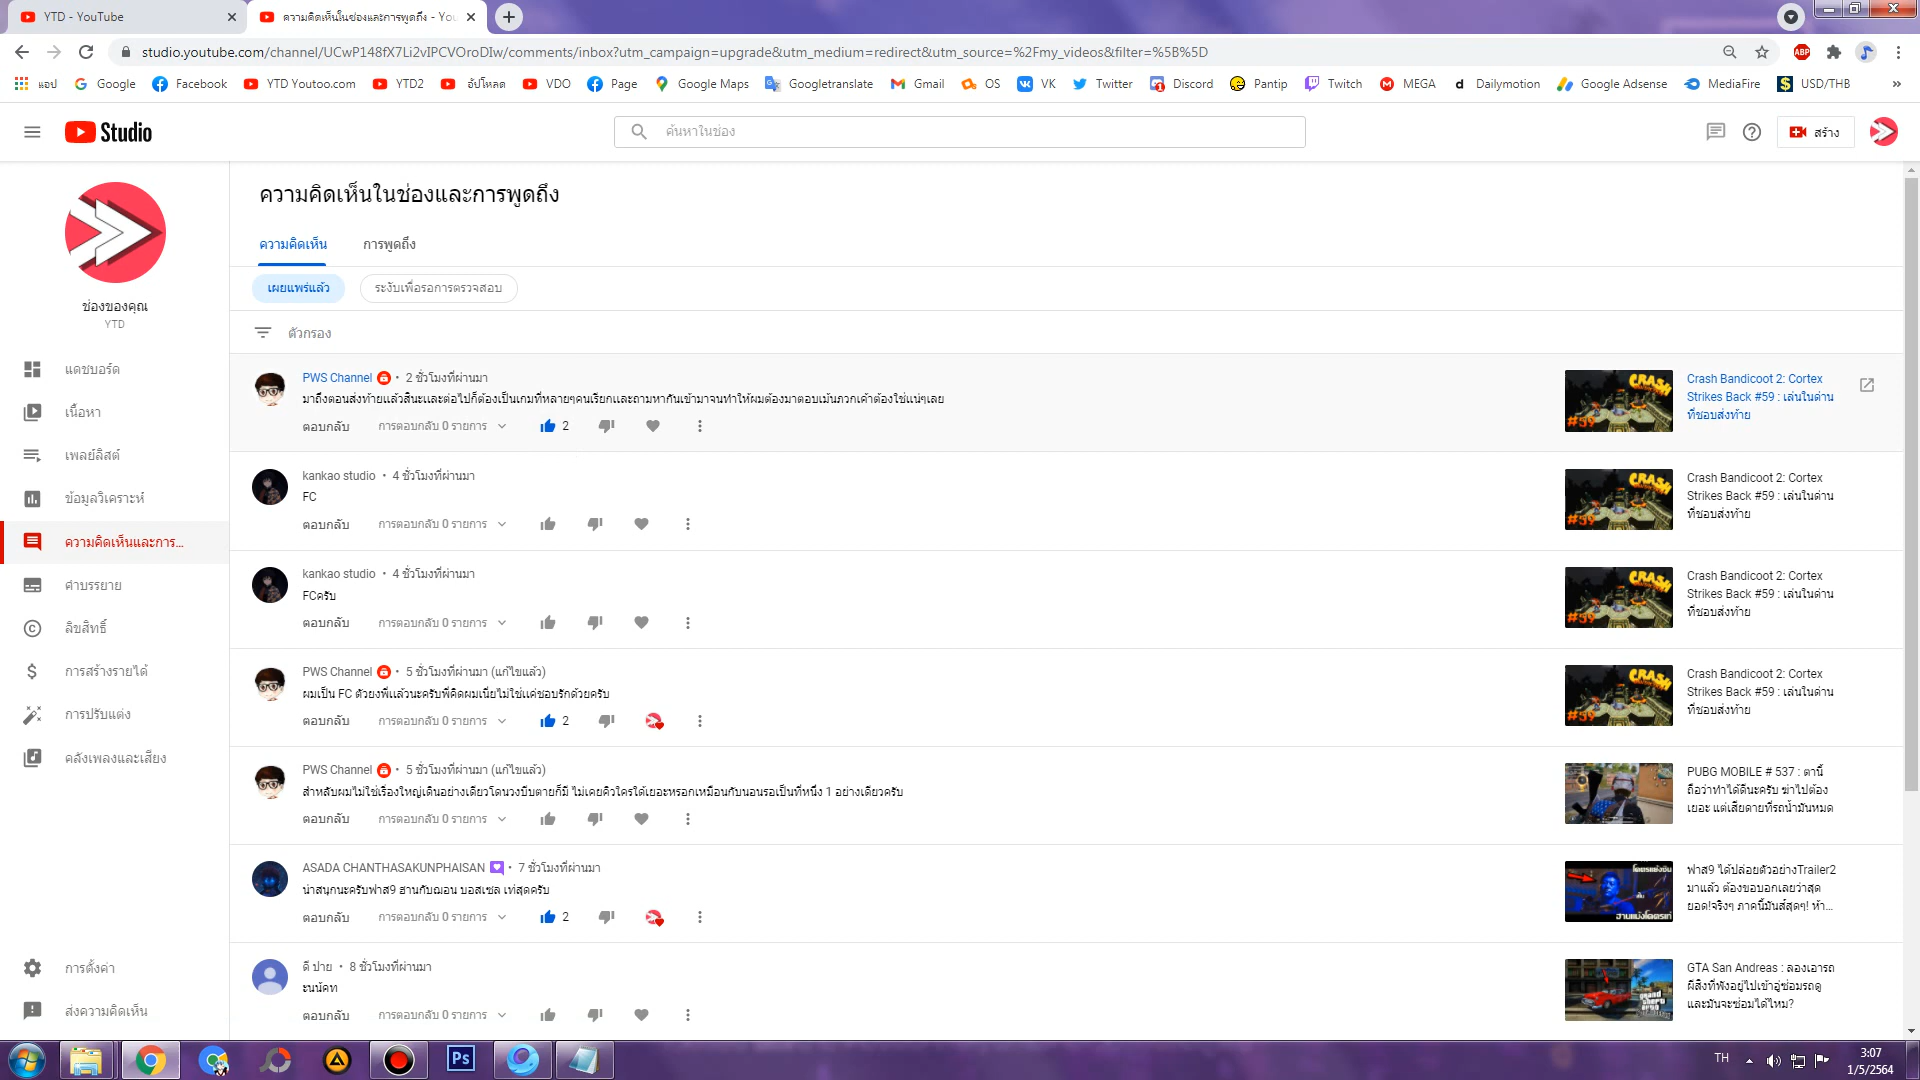 YTD - YouTube
ความคิดเห็นในช่องและการพูดถึง - You
studio.youtube.com/channel/UCwP148fX7Li2vIPCVOroDIw/comments/inbox?utm_campaign=upgrade&utm_medium=redirect&utm_source=%2Fmy_videos&filter=%5B%5D
แอป Google Facebook YTD Youtoo.com YTD2 อัปโหลด VDO Page Google Maps Googletranslate Gmail OS VK Twitter Discord Pantip Twitch MEGA Dailymotion Google Adsense MediaFire USD/THB »
Studio
ค้นหาในช่อง
สร้าง
ช่องของคุณ
YTD
แดชบอร์ด
เนื้อหา
เพลย์ลิสต์
ข้อมูลวิเคราะห์
ความคิดเห็นและการ...
คำบรรยาย
ลิขสิทธิ์
การสร้างรายได้
การปรับแต่ง
คลังเพลงและเสียง
การตั้งค่า
ส่งความคิดเห็น
ความคิดเห็นในช่องและการพูดถึง
ความคิดเห็น การพูดถึง
เผยแพร่แล้ว ระงับเพื่อรอการตรวจสอบ
ตัวกรอง
PWS Channel • 2 ชั่วโมงที่ผ่านมา
มาถึงตอนส่งท้ายแล้วสินะและต่อไปก็ต้องเป็นเกมที่หลายๆคนเรียกและถามหากันเข้ามาจนทำให้ผมต้องมาตอบเม้นภวกเค้าต้องใช่แน่ๆเลย
ตอบกลับ การตอบกลับ 0 รายการ 2
Crash Bandicoot 2: Cortex
Strikes Back #59 : เล่นในด่าน
ที่ชอบส่งท้าย
kankao studio • 4 ชั่วโมงที่ผ่านมา
FC
ตอบกลับ การตอบกลับ 0 รายการ
Crash Bandicoot 2: Cortex
Strikes Back #59 : เล่นในด่าน
ที่ชอบส่งท้าย
kankao studio • 4 ชั่วโมงที่ผ่านมา
FCครับ
ตอบกลับ การตอบกลับ 0 รายการ
Crash Bandicoot 2: Cortex
Strikes Back #59 : เล่นในด่าน
ที่ชอบส่งท้าย
PWS Channel • 5 ชั่วโมงที่ผ่านมา (แก้ไขแล้ว)
ผมเป็น FC ตัวยงพี่แล้วนะครับพี่คิดผมเนี่ยไม่ใช่แค่ชอบรักด้วยครับ
ตอบกลับ การตอบกลับ 0 รายการ 2
Crash Bandicoot 2: Cortex
Strikes Back #59 : เล่นในด่าน
ที่ชอบส่งท้าย
PWS Channel • 5 ชั่วโมงที่ผ่านมา (แก้ไขแล้ว)
สำหลับผมไม่ใช่เรื่องใหญ่เดินอย่างเดียวโดนวงบีบตายก็มี ไม่เคยคิวใครได้เยอะหรอกเหมือนกับนอนรอเป็นที่หนึ่ง 1 อย่างเดียวครับ
ตอบกลับ การตอบกลับ 0 รายการ
PUBG MOBILE # 537 : ตานี้
ถือว่าทำได้ดีนะครับ ฆ่าไปต้อง
เยอะ แต่เสียดายที่รถน้ำมันหมด
ASADA CHANTHASAKUNPHAISAN • 7 ชั่วโมงที่ผ่านมา
น่าสนุกนะครับฟาส9 ฮานกับฌอน บอสเซล เท่สุดครับ
ตอบกลับ การตอบกลับ 0 รายการ 2
ฟาส9 ได้ปล่อยตัวอย่างTrailer2
มาแล้ว ต้องขอบอกเลยว่าสุด
ยอด!จริงๆ ภาคนี้มันส์สุดๆ! ห้า...
ดี ปาย • 8 ชั่วโมงที่ผ่านมา
ะนนัคท
ตอบกลับ การตอบกลับ 0 รายการ
GTA San Andreas : ลองเอารถ
ผีสิงที่พังอยู่ไปเข้าอู่ซ่อมรถดู
และมันจะซ่อมได้ไหม?
CRASH
#59
CRASH
#59
CRASH
#59
CRASH
#59
ABP
Ps
TH
3:07
1/5/2564